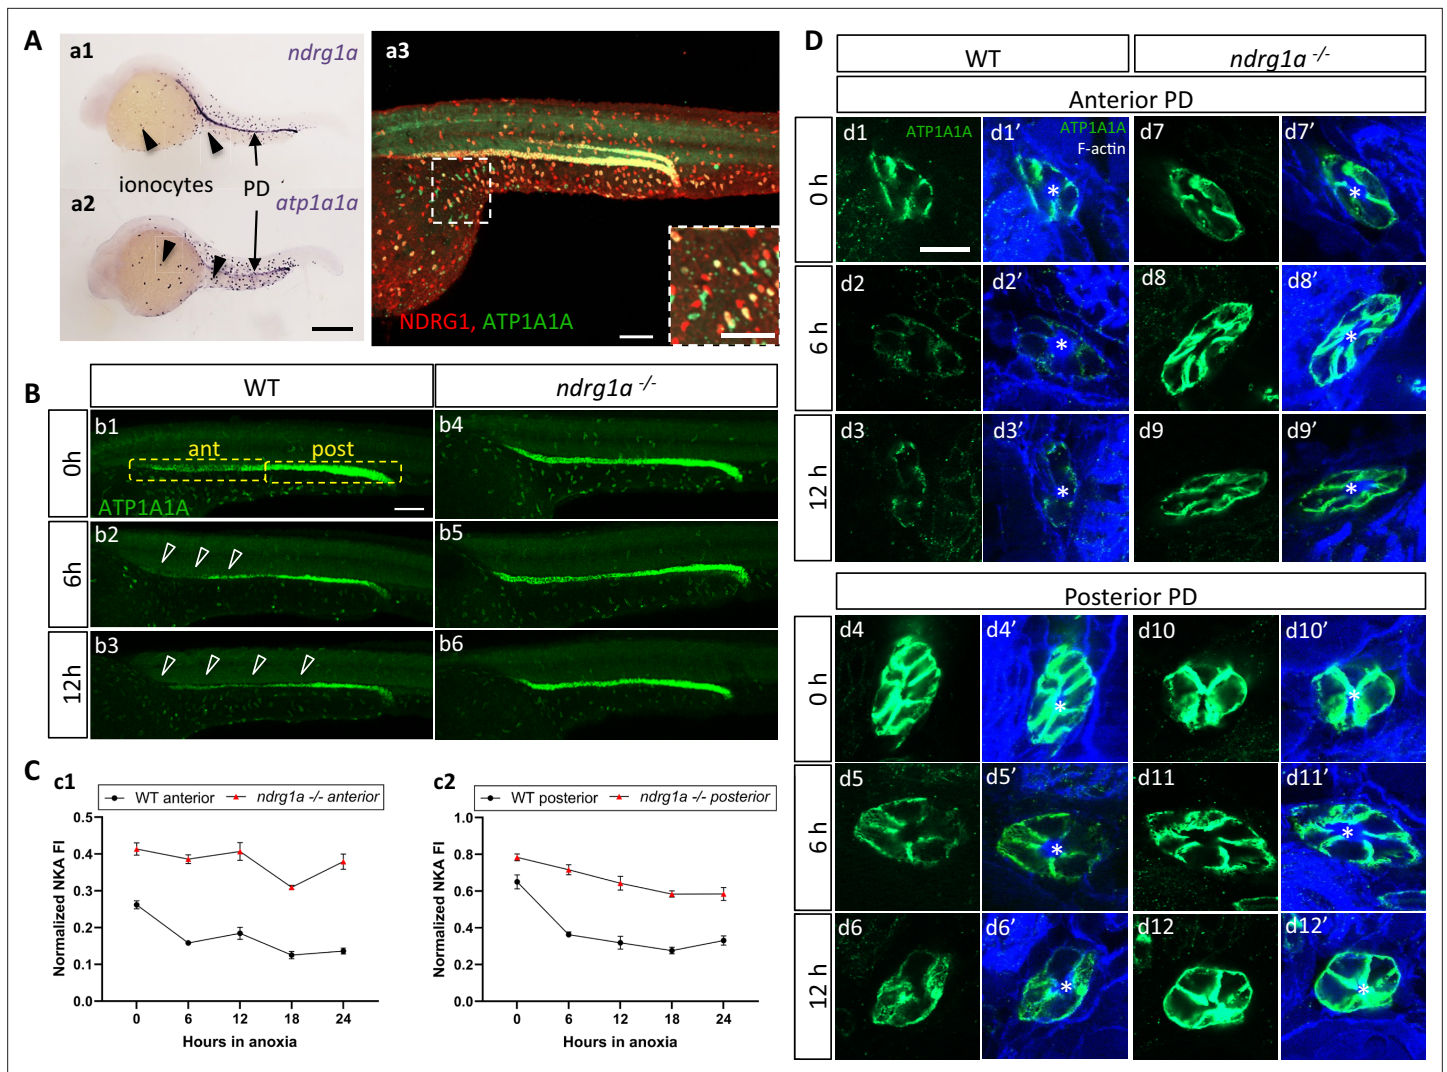 A
a1
ndrg1a
ionocytes
PD
a2
atp1a1a
a3
NDRG1, ATP1A1A
B
WT
ndrg1a -/-
0h
b1
ant
post
ATP1A1A
b4
6h
b2
b5
12h
b3
b6
C
c1
WT anterior
ndrg1a -/- anterior
Normalized NKA FI
0.5
0.4
0.3
0.2
0.1
0.0
0 6 12 18 24
Hours in anoxia
c2
WT posterior
ndrg1a -/- posterior
Normalized NKA FI
1.0
0.8
0.6
0.4
0.2
0.0
0 6 12 18 24
Hours in anoxia
D
WT
ndrg1a -/-
Anterior PD
0 h
d1
ATP1A1A
d1’
ATP1A1A
F-actin
*
d7
d7’
*
6 h
d2
d2’
*
d8
d8’
*
12 h
d3
d3’
*
d9
d9’
*
Posterior PD
0 h
d4
d4’
*
d10
d10’
*
6 h
d5
d5’
*
d11
d11’
*
12 h
d6
d6’
*
d12
d12’
*